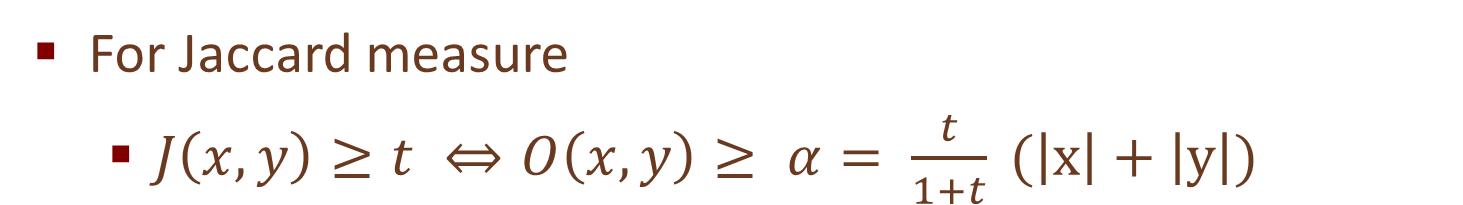 ▪ For Jaccard measure
▪ 𝐽(𝑥, 𝑦) ≥ 𝑡 ⇔ 𝑂(𝑥, 𝑦) ≥ 𝛼 = 𝑡/(1+𝑡) (|x| + |y|)